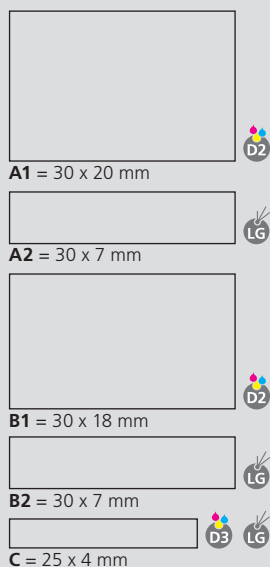 D2
A1 = 30 x 20 mm
LG
A2 = 30 x 7 mm
D2
B1 = 30 x 18 mm
LG
B2 = 30 x 7 mm
D3 LG
C = 25 x 4 mm